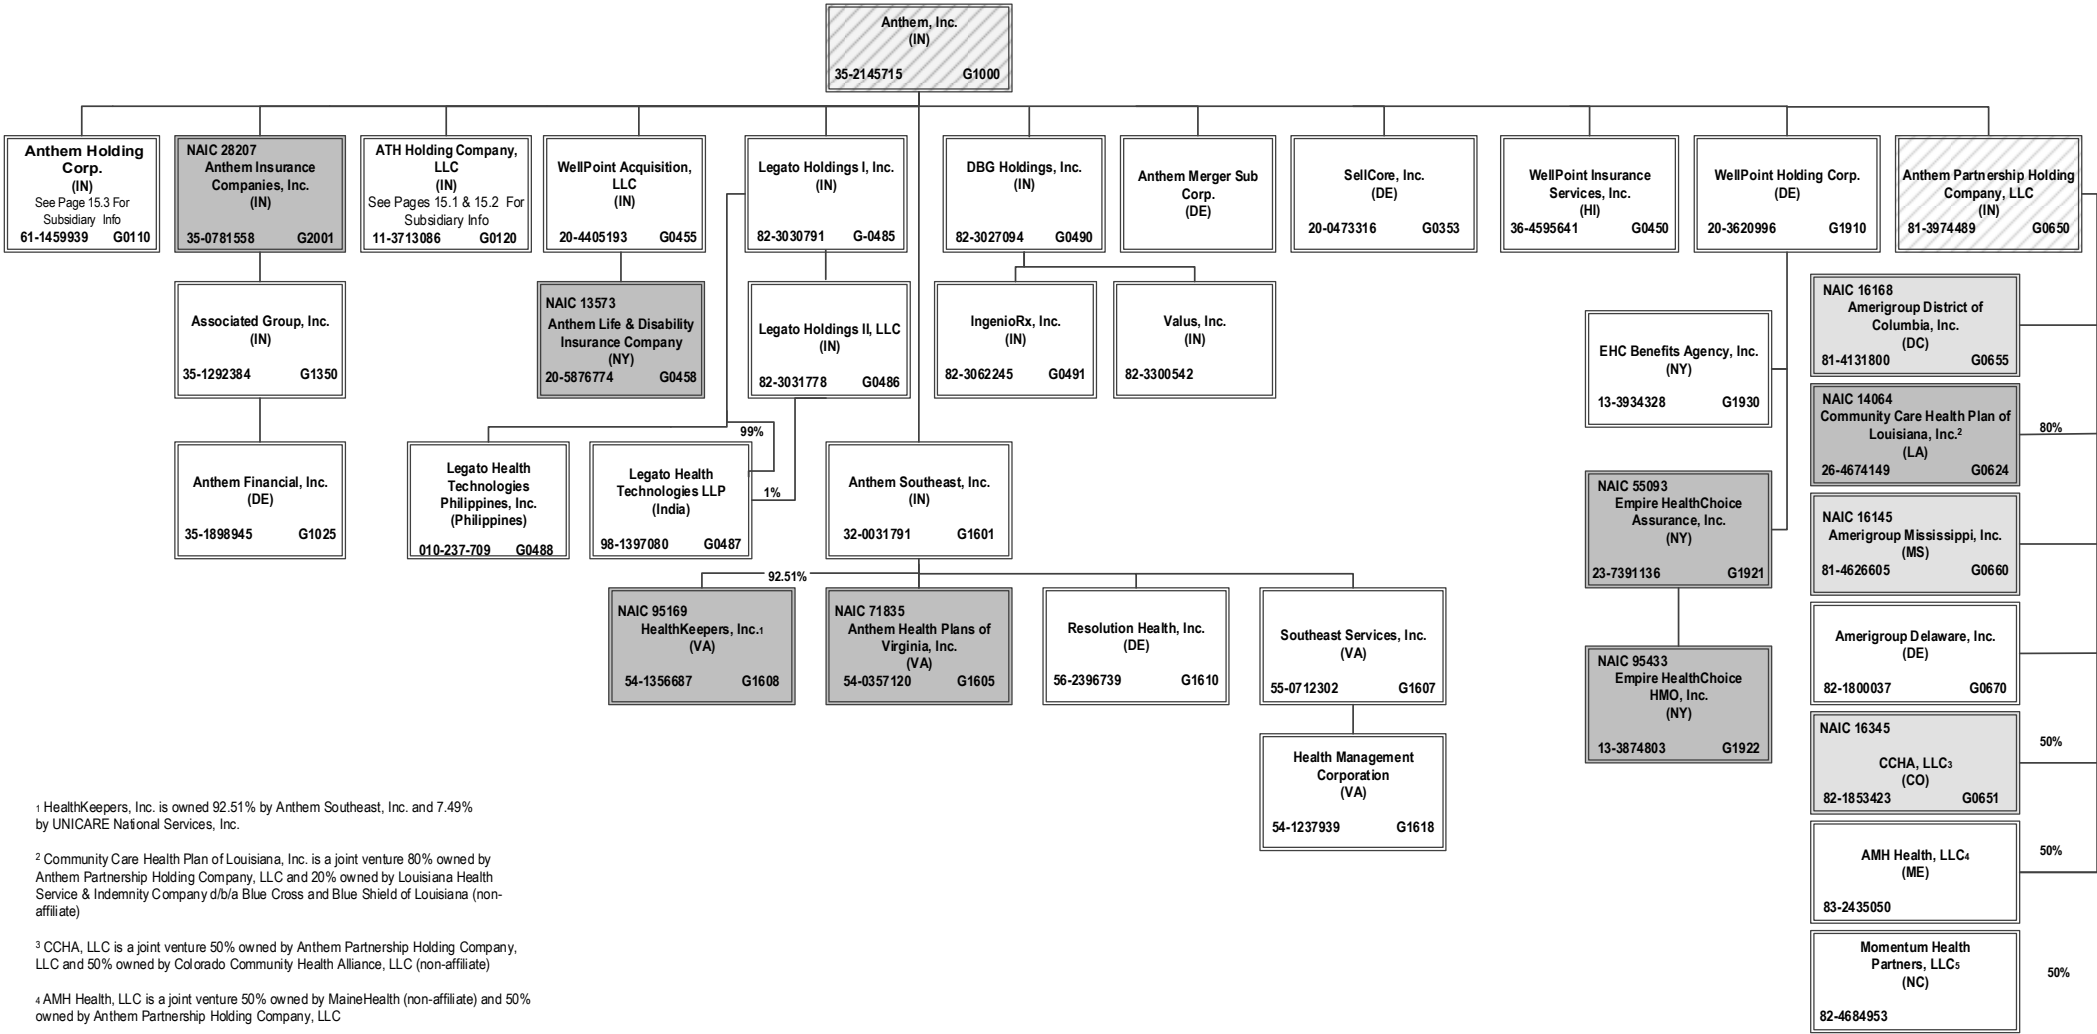 Anthem, Inc.
(IN)
35-2145715 G1000
Anthem Holding
Corp.
(IN)
See Page 15.3 For
Subsidiary Info
61-1459939 G0110
NAIC 28207
Anthem Insurance
Companies, Inc.
(IN)
35-0781558 G2001
ATH Holding Company,
LLC
(IN)
See Pages 15.1 & 15.2 For
Subsidiary Info
11-3713086 G0120
WellPoint Acquisition,
LLC
(IN)
20-4405193 G0455
Legato Holdings I, Inc.
(IN)
82-3030791 G-0485
DBG Holdings, Inc.
(IN)
82-3027094 G0490
Anthem Merger Sub
Corp.
(DE)
SellCore, Inc.
(DE)
20-0473316 G0353
WellPoint Insurance
Services, Inc.
(HI)
36-4595641 G0450
WellPoint Holding Corp.
(DE)
20-3620996 G1910
Anthem Partnership Holding
Company, LLC
(IN)
81-3974489 G0650
Associated Group, Inc.
(IN)
35-1292384 G1350
NAIC 13573
Anthem Life & Disability
Insurance Company
(NY)
20-5876774 G0458
Legato Holdings II, LLC
(IN)
82-3031778 G0486
IngenioRx, Inc.
(IN)
82-3062245 G0491
Valus, Inc.
(IN)
82-3300542
EHC Benefits Agency, Inc.
(NY)
13-3934328 G1930
NAIC 16168
Amerigroup District of
Columbia, Inc.
(DC)
81-4131800 G0655
NAIC 14064
Community Care Health Plan of
Louisiana, Inc.2
(LA)
26-4674149 G0624
80%
Anthem Financial, Inc.
(DE)
35-1898945 G1025
Legato Health
Technologies
Philippines, Inc.
(Philippines)
010-237-709 G0488
99%
Legato Health
Technologies LLP
(India)
98-1397080 G0487
1%
Anthem Southeast, Inc.
(IN)
32-0031791 G1601
NAIC 55093
Empire HealthChoice
Assurance, Inc.
(NY)
23-7391136 G1921
NAIC 16145
Amerigroup Mississippi, Inc.
(MS)
81-4626605 G0660
92.51%
NAIC 95169
HealthKeepers, Inc.1
(VA)
54-1356687 G1608
NAIC 71835
Anthem Health Plans of
Virginia, Inc.
(VA)
54-0357120 G1605
Resolution Health, Inc.
(DE)
56-2396739 G1610
Southeast Services, Inc.
(VA)
55-0712302 G1607
NAIC 95433
Empire HealthChoice
HMO, Inc.
(NY)
13-3874803 G1922
Amerigroup Delaware, Inc.
(DE)
82-1800037 G0670
Health Management
Corporation
(VA)
54-1237939 G1618
NAIC 16345
CCHA, LLC3
(CO)
82-1853423 G0651
50%
AMH Health, LLC4
(ME)
83-2435050
50%
Momentum Health
Partners, LLC5
(NC)
82-4684953
50%
1 HealthKeepers, Inc. is owned 92.51% by Anthem Southeast, Inc. and 7.49%
by UNICARE National Services, Inc.
2 Community Care Health Plan of Louisiana, Inc. is a joint venture 80% owned by
Anthem Partnership Holding Company, LLC and 20% owned by Louisiana Health
Service & Indemnity Company d/b/a Blue Cross and Blue Shield of Louisiana (non-
affiliate)
3 CCHA, LLC is a joint venture 50% owned by Anthem Partnership Holding Company,
LLC and 50% owned by Colorado Community Health Alliance, LLC (non-affiliate)
4 AMH Health, LLC is a joint venture 50% owned by MaineHealth (non-affiliate) and 50%
owned by Anthem Partnership Holding Company, LLC